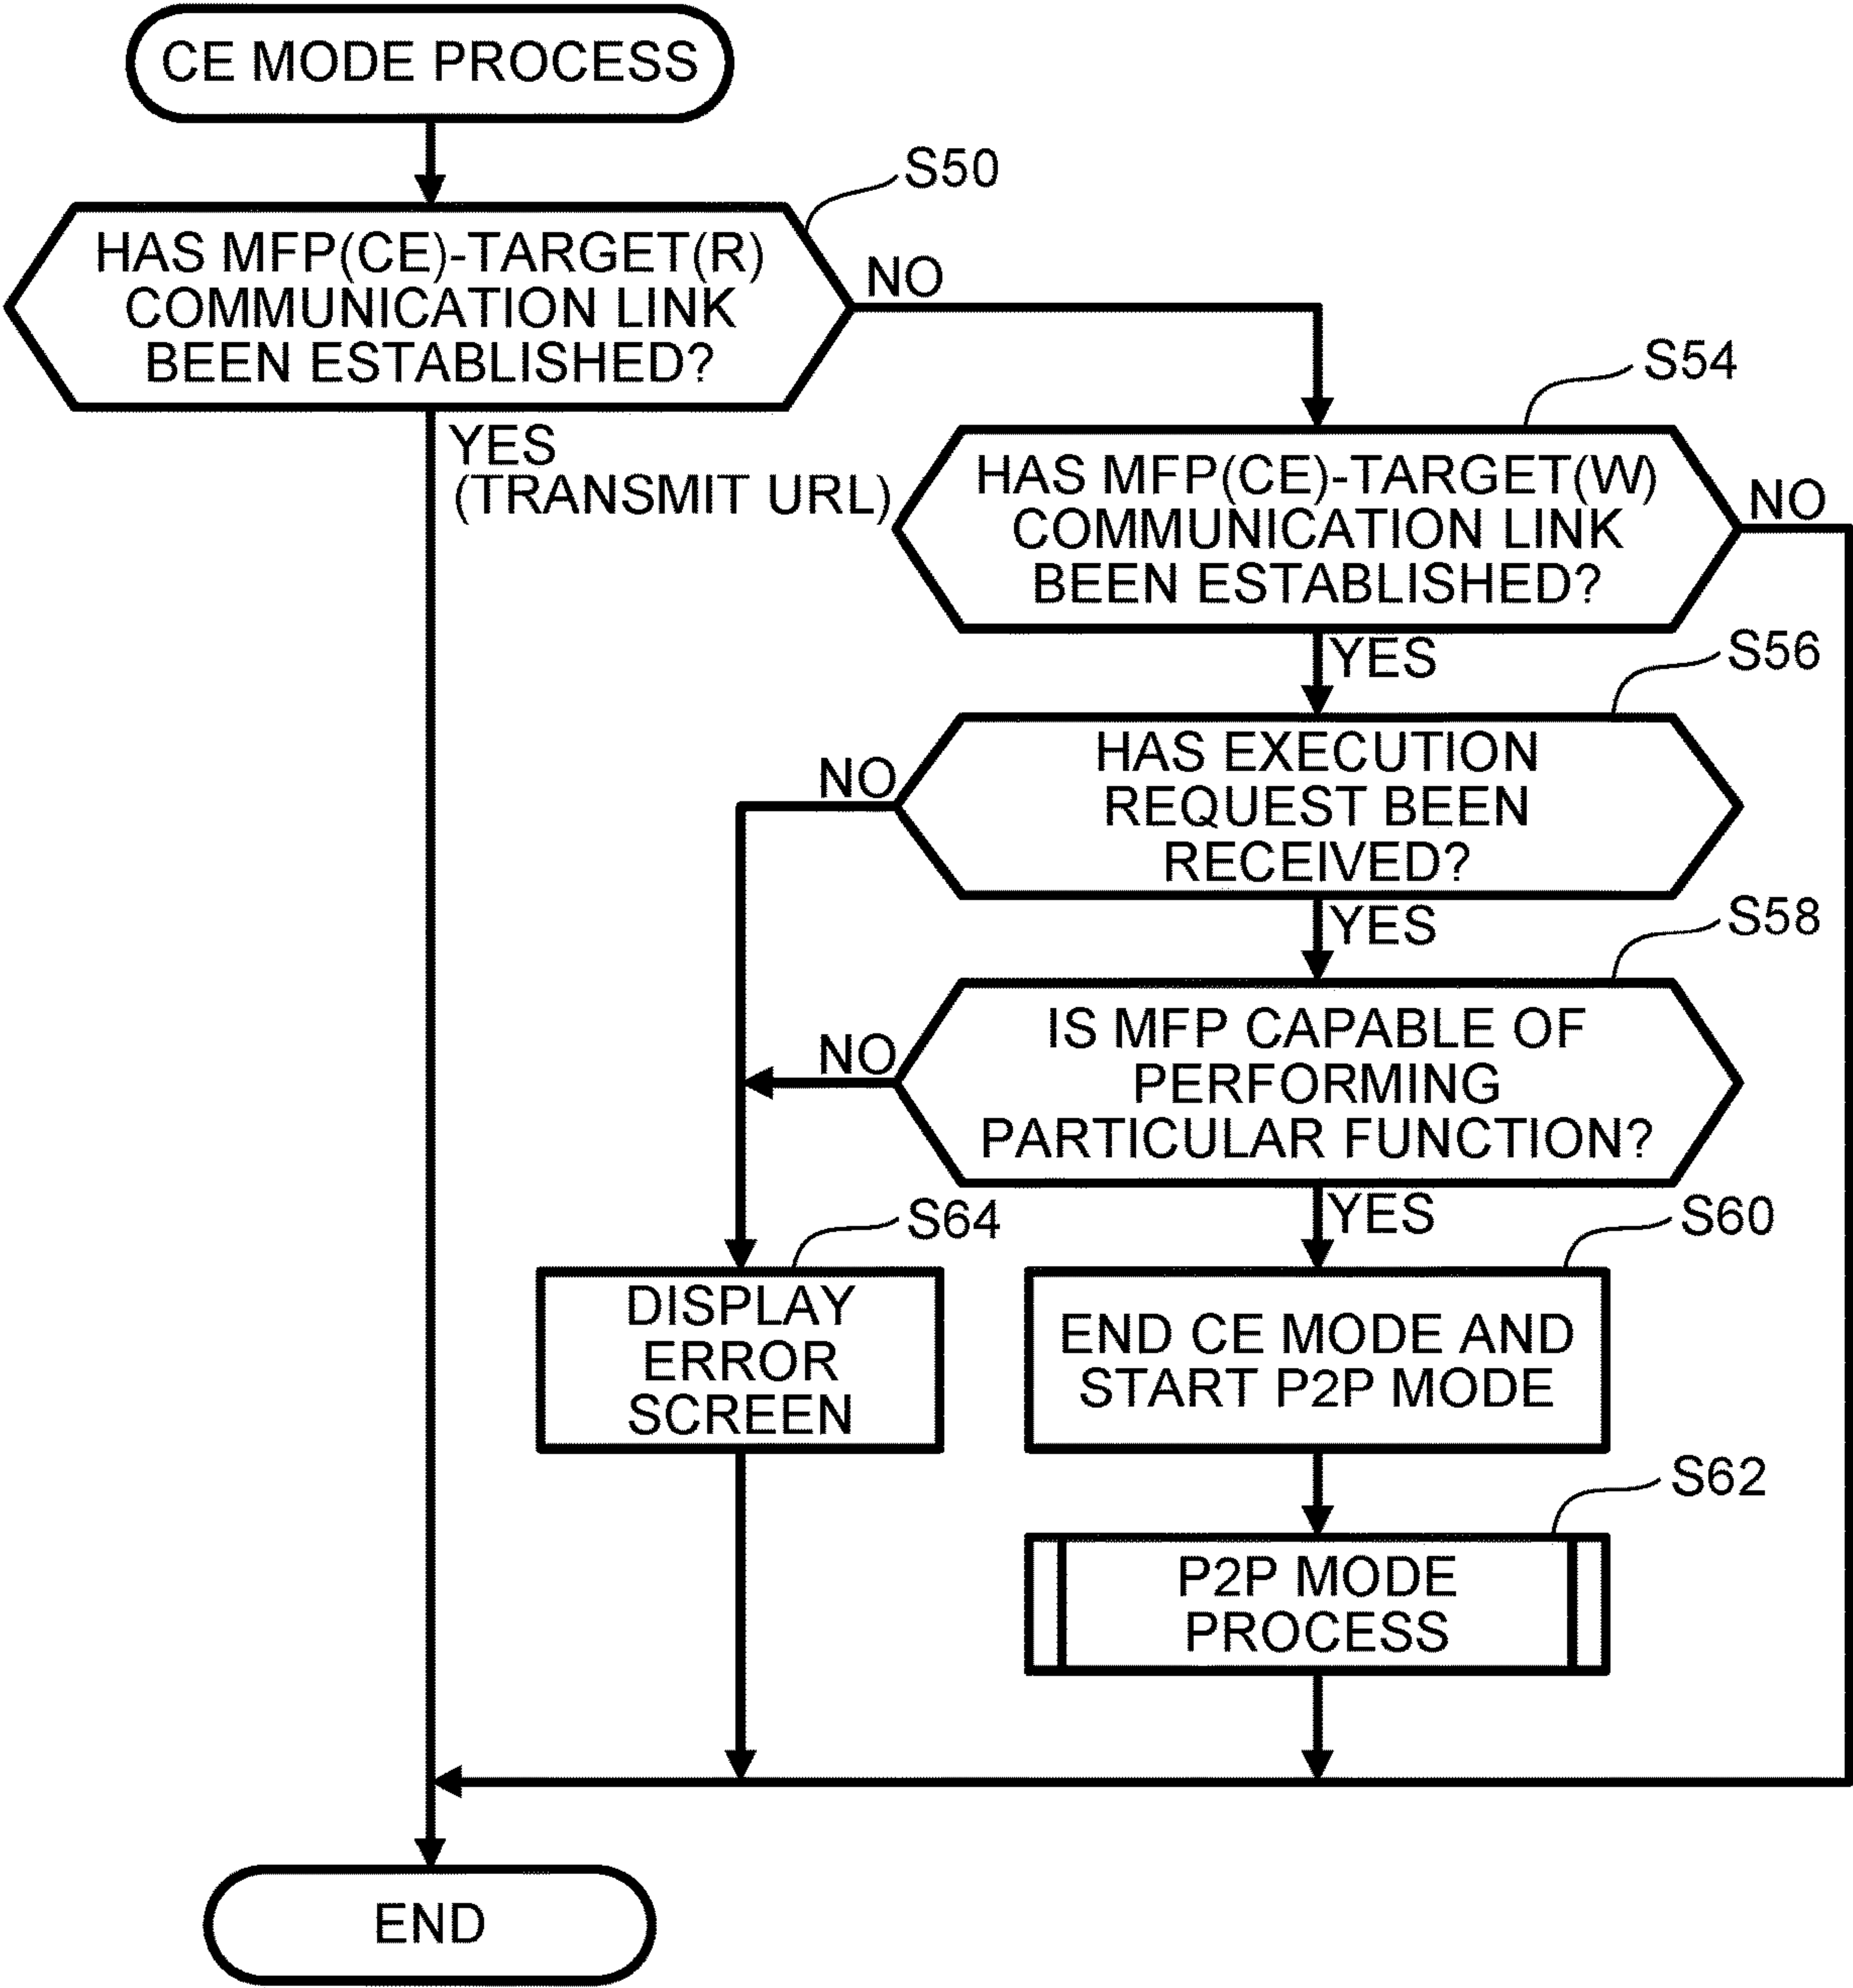 CE MODE PROCESS
S50
HAS MFP(CE)-TARGET(R)
COMMUNICATION LINK
BEEN ESTABLISHED?
NO
YES
(TRANSMIT URL)
S54
HAS MFP(CE)-TARGET(W)
COMMUNICATION LINK
BEEN ESTABLISHED?
NO
YES
S56
HAS EXECUTION
REQUEST BEEN
RECEIVED?
NO
YES
S58
IS MFP CAPABLE OF
PERFORMING
PARTICULAR FUNCTION?
NO
YES
S64
DISPLAY
ERROR
SCREEN
S60
END CE MODE AND
START P2P MODE
S62
P2P MODE
PROCESS
END